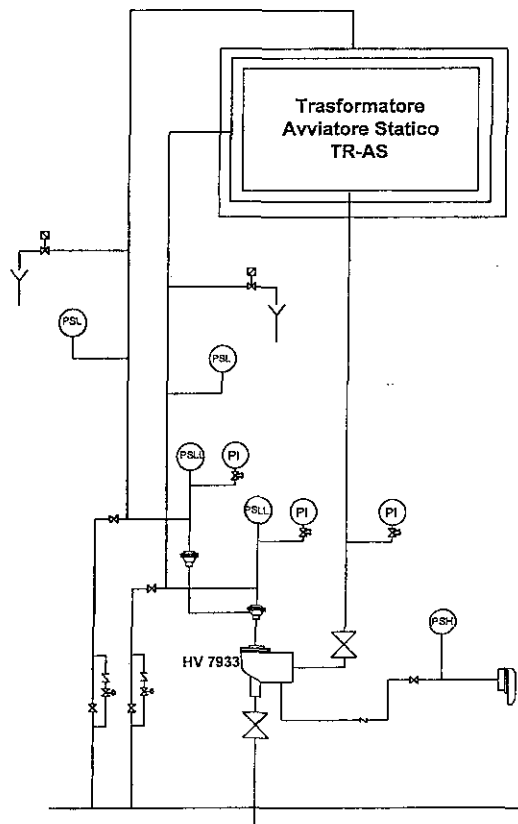 Trasformatore
Avviatore Statico
TR-AS
PSL
PSL
PSLL
PI
PSLL
PI
PI
PSH
HV 7933